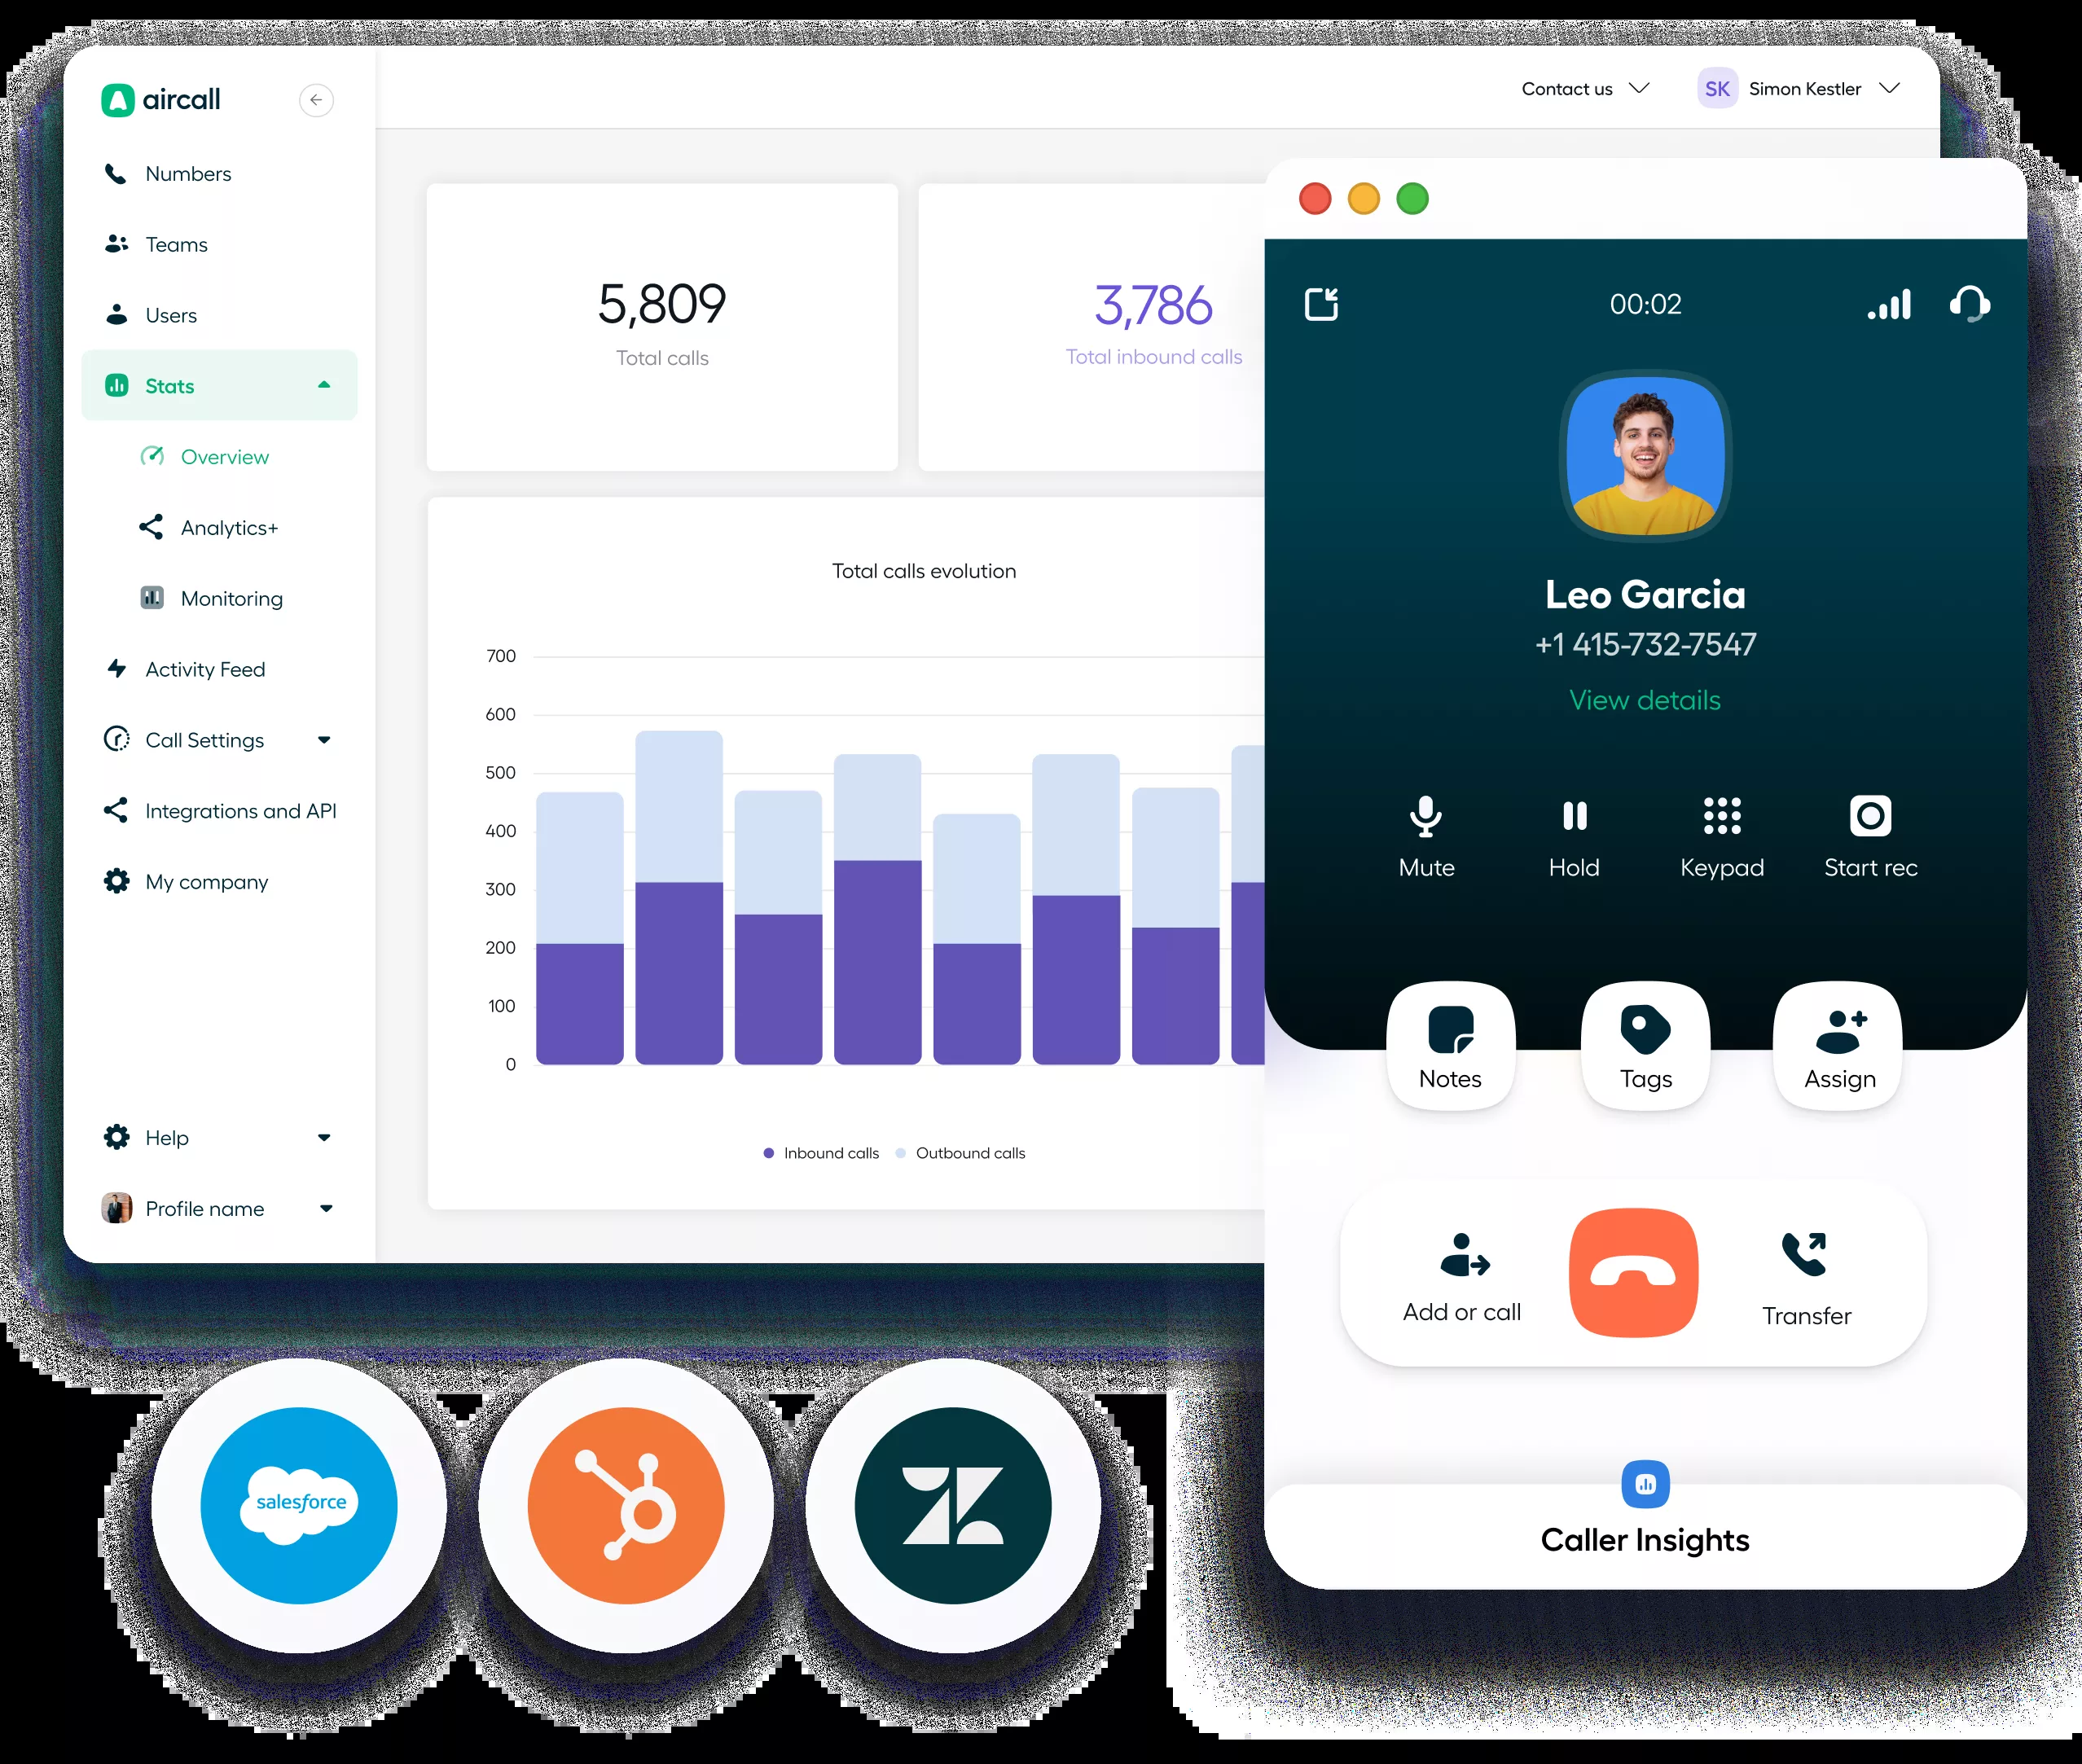 aircall
Contact us
SK
Simon Kestler
Numbers
Teams
Users
Stats
Overview
Analytics+
Monitoring
Activity Feed
Call Settings
Integrations and API
My company
Help
Profile name
5,809
Total calls
3,786
Total inbound calls
Total calls evolution
700
600
500
400
300
200
100
0
Inbound calls
Outbound calls
00:02
Leo Garcia
+1 415-732-7547
View details
Mute
Hold
Keypad
Start rec
Notes
Tags
Assign
Add or call
Transfer
Caller Insights
salesforce